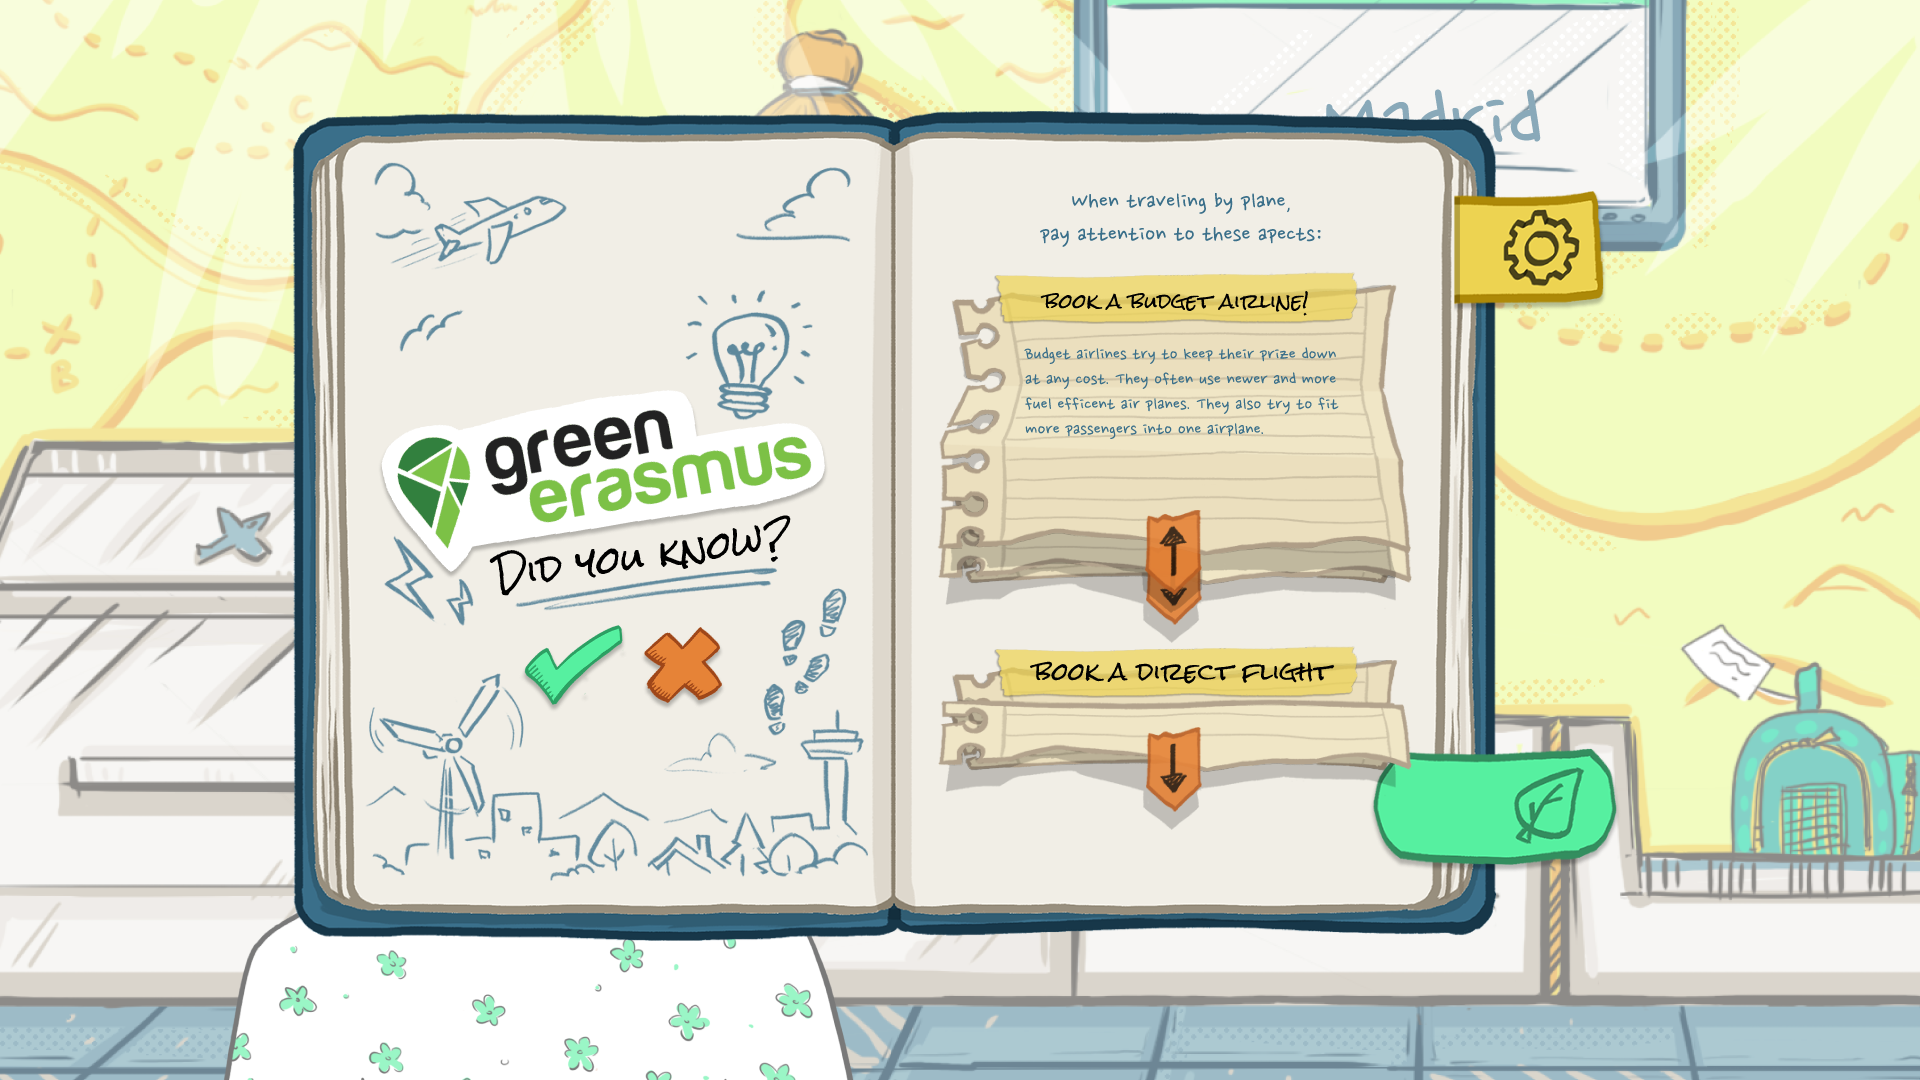 Madrid
green
erasmus
Did you know?
When traveling by plane,
pay attention to these apects:
Book a budget airline!
Budget airlines try to keep their prize down
at any cost. They often use newer and more
fuel efficent air planes. They also try to fit
more passengers into one airplane.
Book a direct flight
B